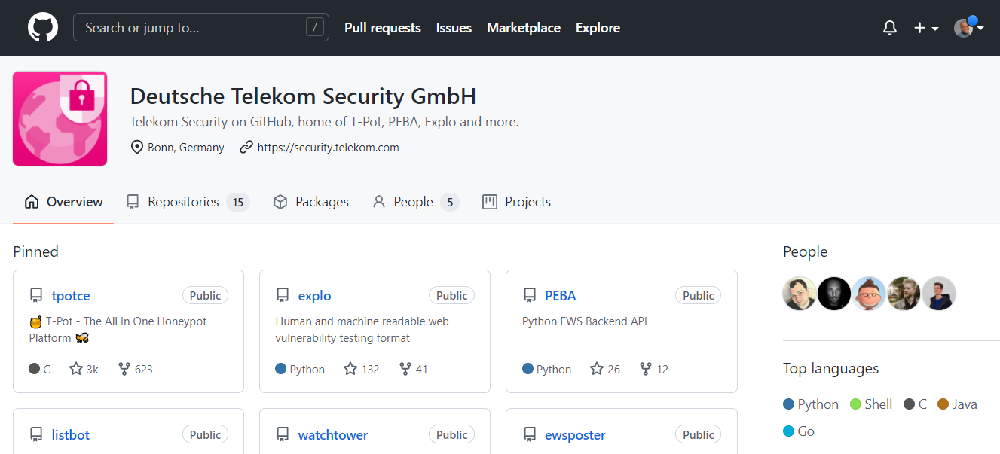 Search or jump to... /
Pull requests Issues Marketplace Explore
Deutsche Telekom Security GmbH
Telekom Security on GitHub, home of T-Pot, PEBA, Explo and more.
Bonn, Germany https://security.telekom.com
Overview Repositories 15 Packages People 5 Projects
Pinned
tpotce Public
🍯 T-Pot - The All In One Honeypot
Platform 🐝
C 3k 623
explo Public
Human and machine readable web
vulnerability testing format
Python 132 41
PEBA Public
Python EWS Backend API
Python 26 12
listbot Public
watchtower Public
ewsposter Public
People
Top languages
Python Shell C Java
Go